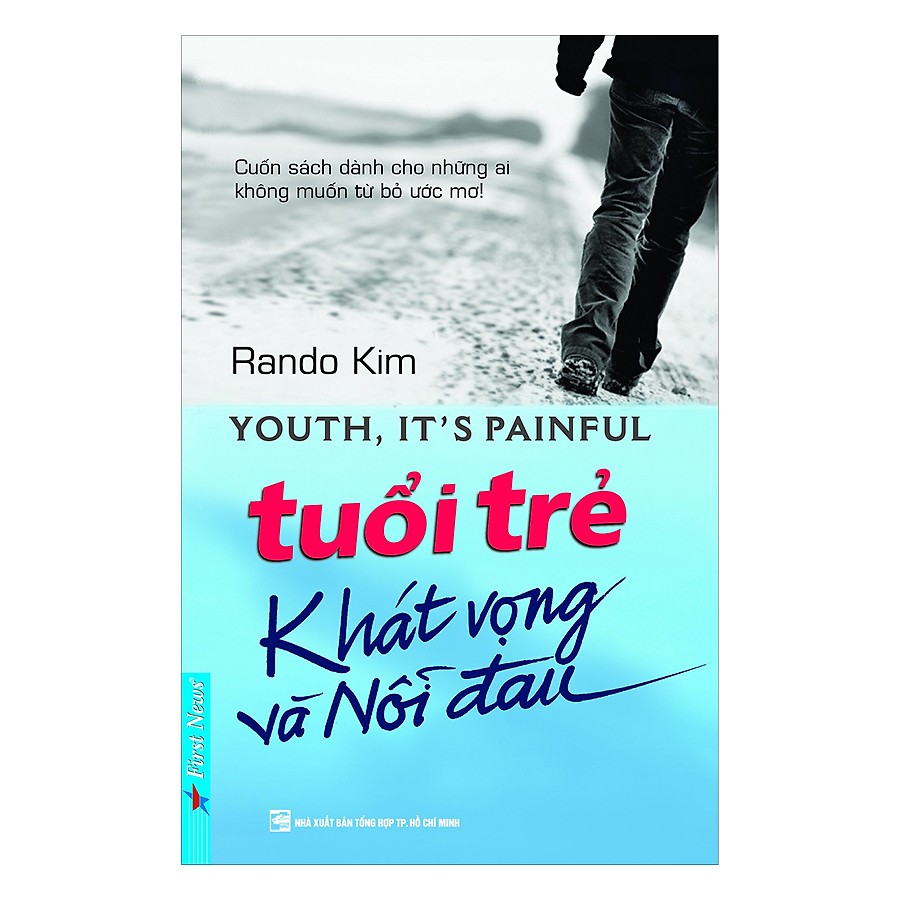 Cuốn sách dành cho những ai
không muốn từ bỏ ước mơ!
Rando Kim
YOUTH, IT'S PAINFUL
tuổi trẻ
Khát vọng
và Nỗi đau
First News®
NHÀ XUẤT BẢN TỔNG HỢP TP. HỒ CHÍ MINH